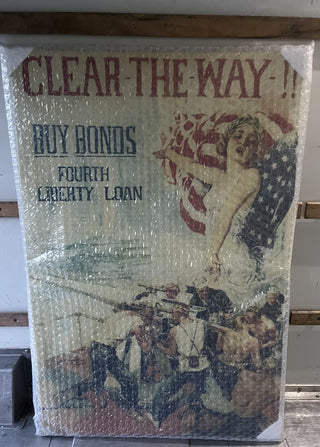 CLEAR-THE-WAY-!!
BUY BONDS
FOURTH
LIBERTY LOAN